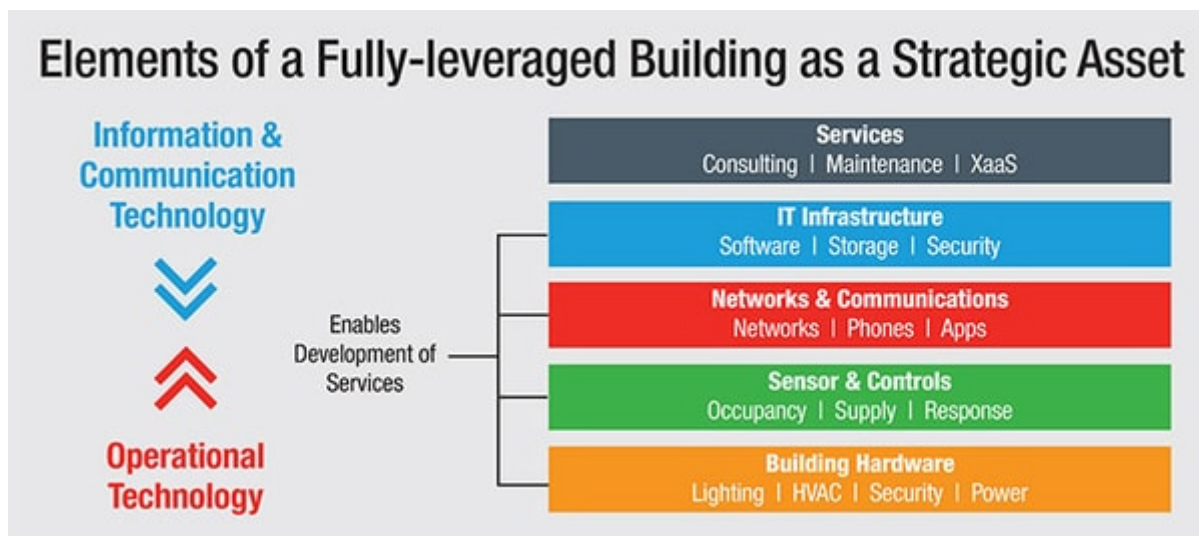 Elements of a Fully-leveraged Building as a Strategic Asset
Information &
Communication
Technology
Operational
Technology
Enables
Development of
Services
Services
Consulting | Maintenance | XaaS
IT Infrastructure
Software | Storage | Security
Networks & Communications
Networks | Phones | Apps
Sensor & Controls
Occupancy | Supply | Response
Building Hardware
Lighting | HVAC | Security | Power